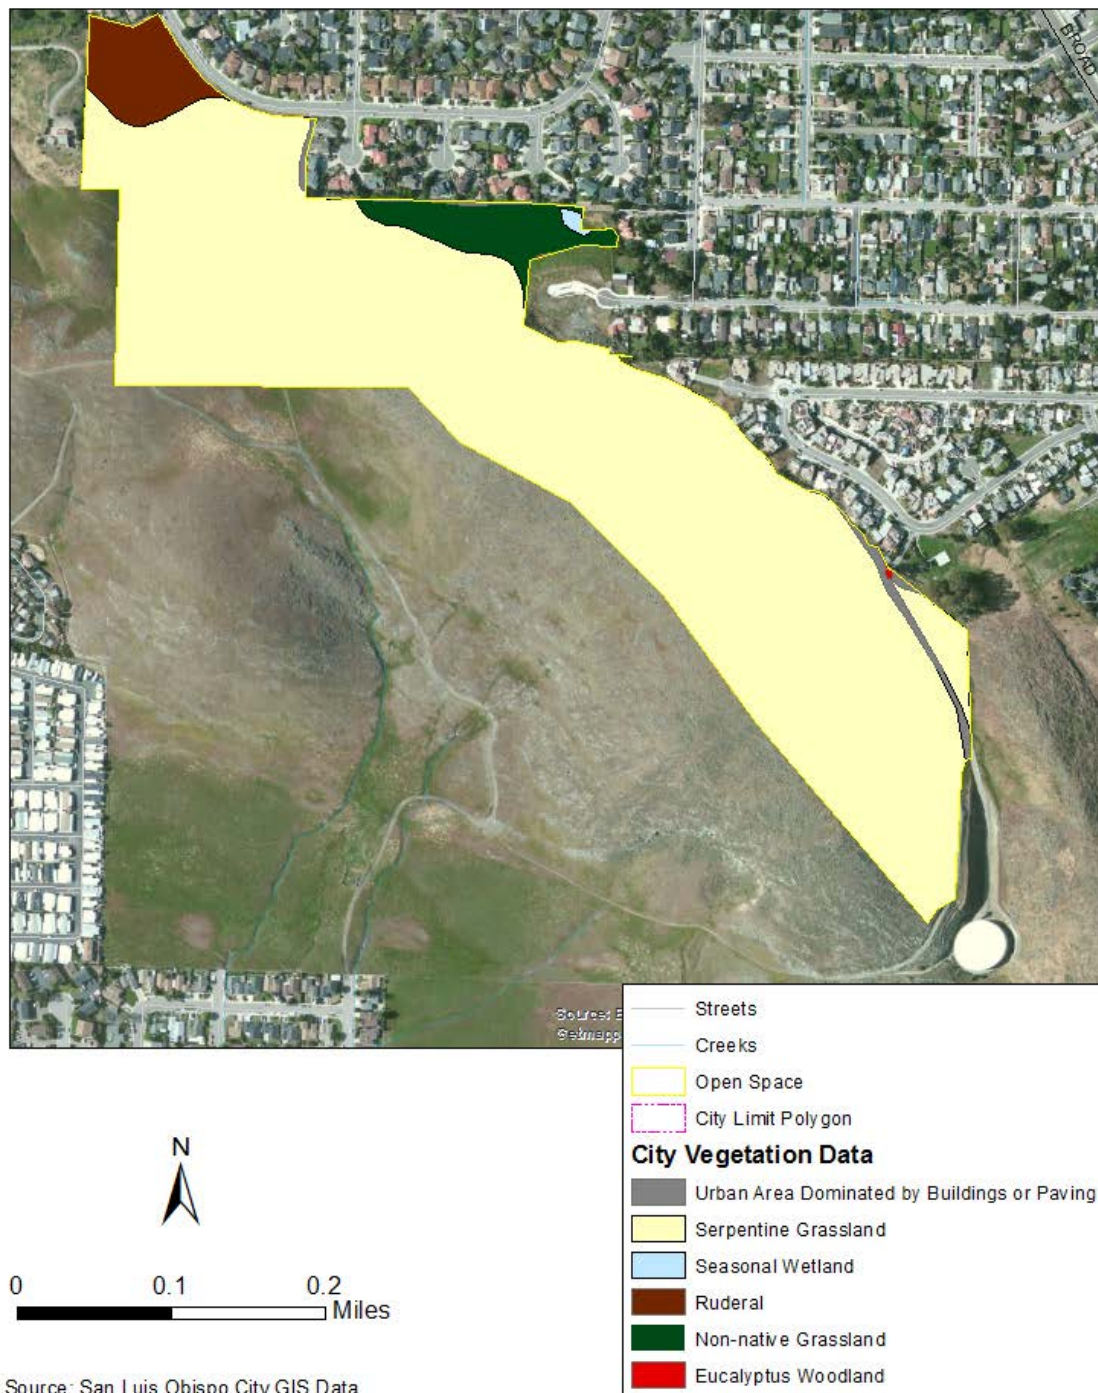 BROAD
Source: E
Getmapp
Streets
Creeks
Open Space
City Limit Polygon
City Vegetation Data
Urban Area Dominated by Buildings or Paving
Serpentine Grassland
Seasonal Wetland
Ruderal
Non-native Grassland
Eucalyptus Woodland
N
0 0.1 0.2
Miles
Source: San Luis Obispo City GIS Data